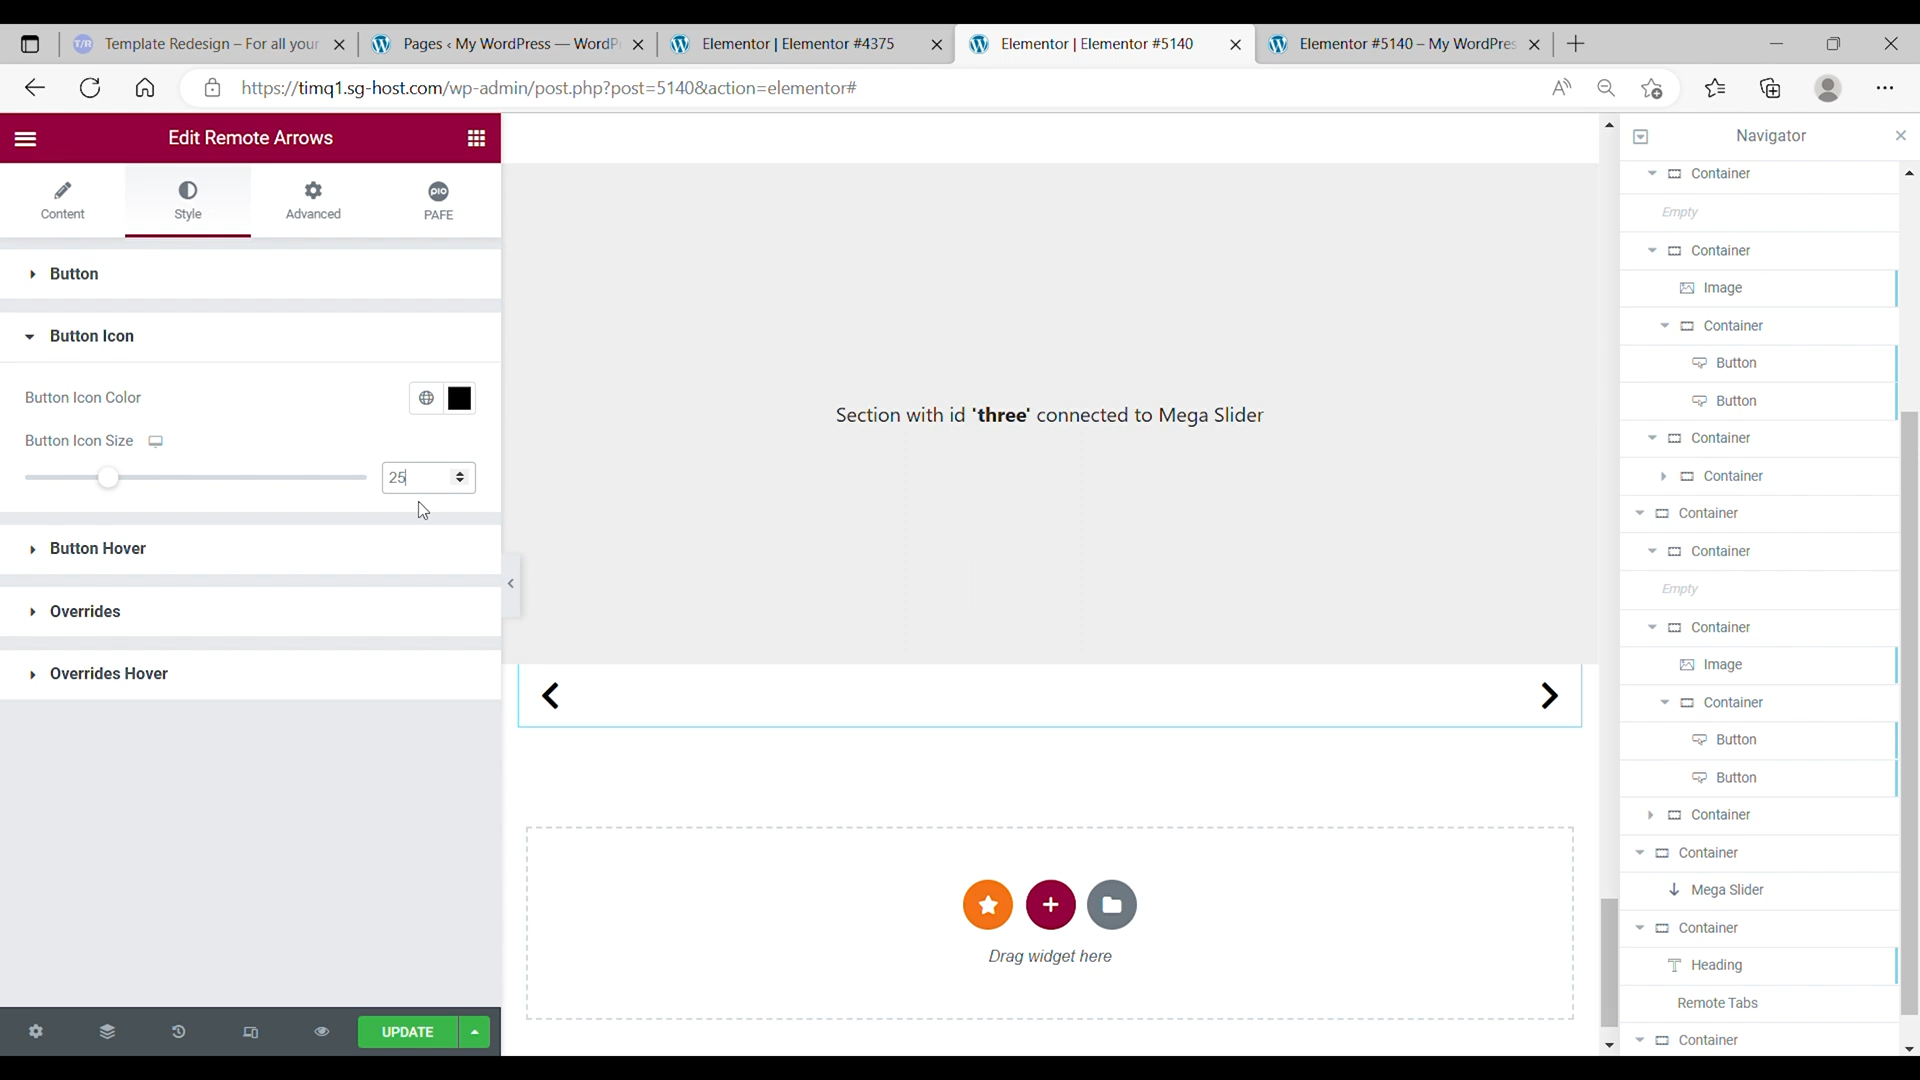 Template Redesign – For all your
Pages ‹ My WordPress — WordP
Elementor | Elementor #4375
Elementor | Elementor #5140
Elementor #5140 – My WordPres
https://timq1.sg-host.com/wp-admin/post.php?post=5140&action=elementor#
Edit Remote Arrows
Content
Style
Advanced
PAFE
Button
Button Icon
Button Icon Color
Button Icon Size
25
Button Hover
Overrides
Overrides Hover
UPDATE
Section with id 'three' connected to Mega Slider
Drag widget here
Navigator
Container
Empty
Container
Image
Container
Button
Button
Container
Container
Container
Container
Empty
Container
Image
Container
Button
Button
Container
Container
Mega Slider
Container
Heading
Remote Tabs
Container